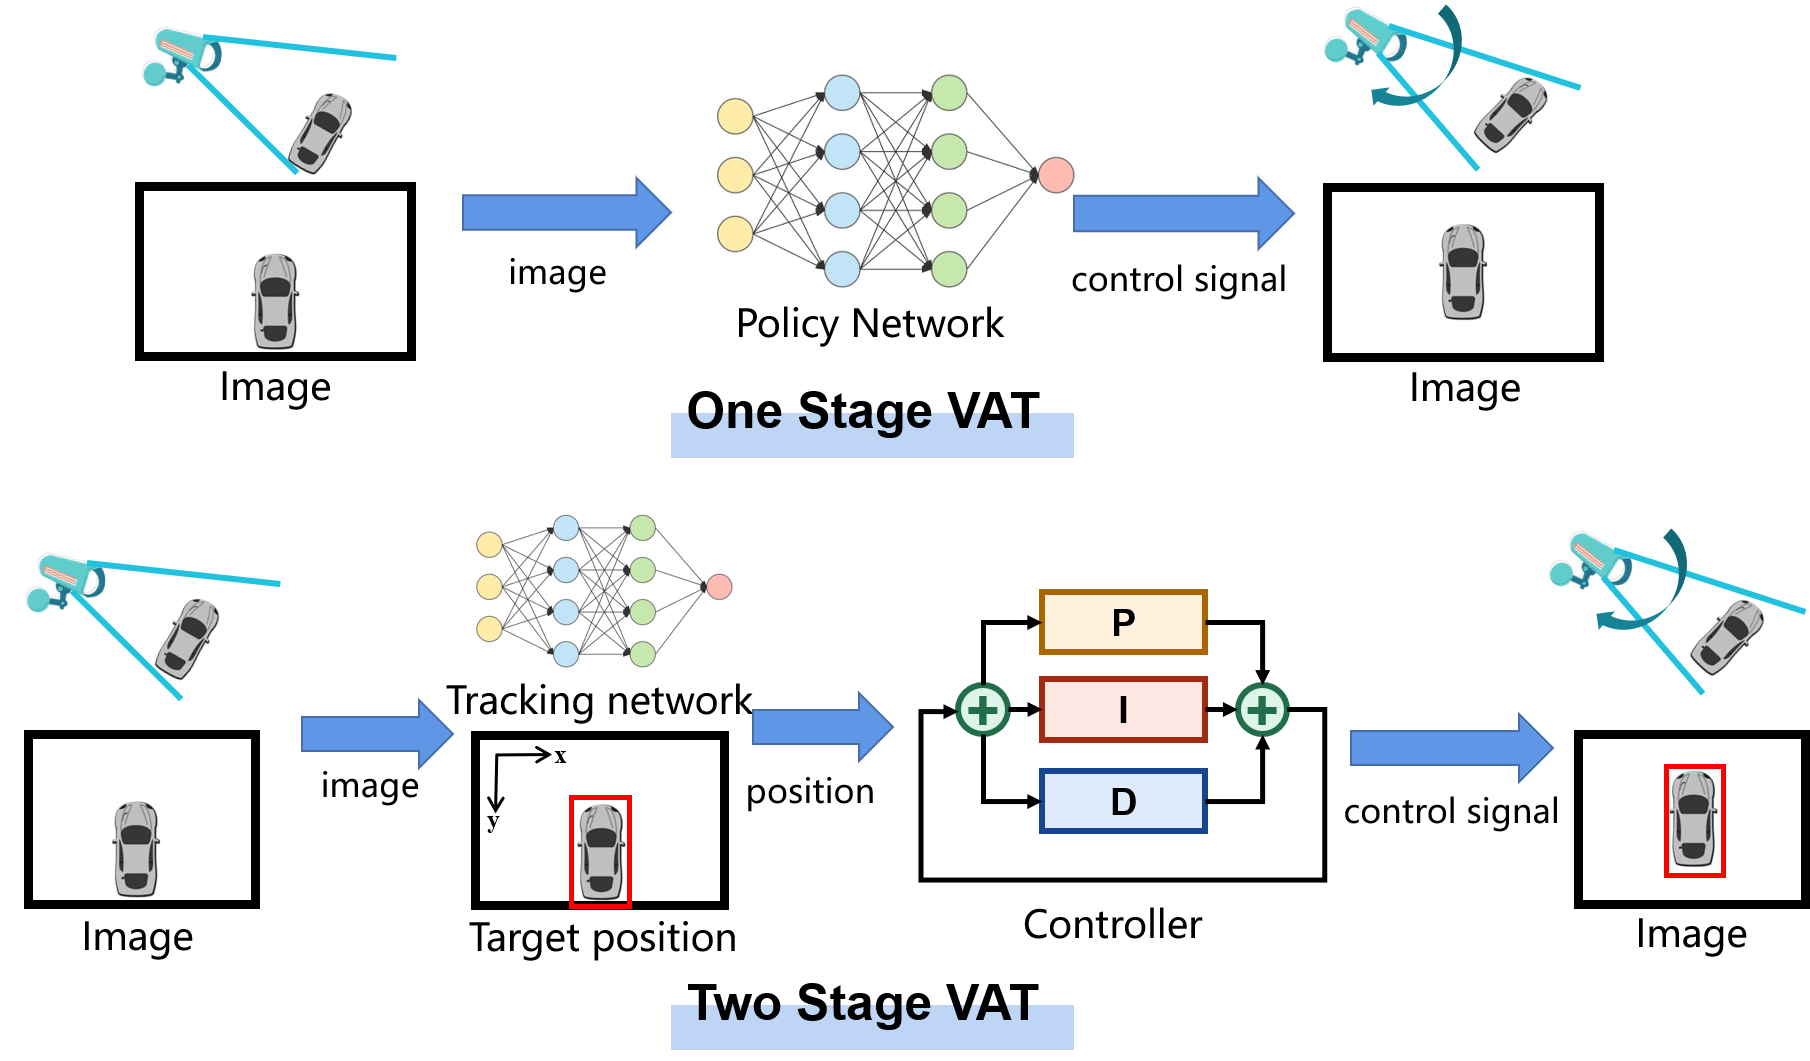 image
Policy Network
control signal
Image
Image
One Stage VAT
Tracking network
image
x
y
Target position
position
P
I
D
Controller
control signal
Image
Image
Two Stage VAT